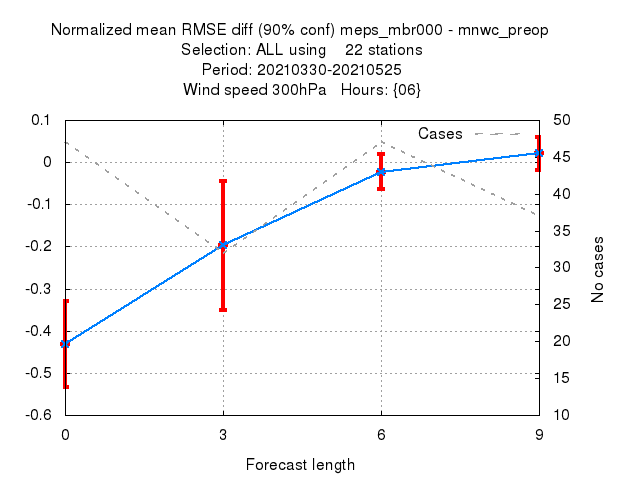 Normalized mean RMSE diff (90% conf) meps_mbr000 - mnwc_preop
Selection: ALL using    22 stations
Period: 20210330-20210525
Wind speed 300hPa   Hours: {06}
0.1
0
-0.1
-0.2
-0.3
-0.4
-0.5
-0.6
Cases
50
45
40
35
30
25
20
15
10
No cases
0 3 6 9
Forecast length